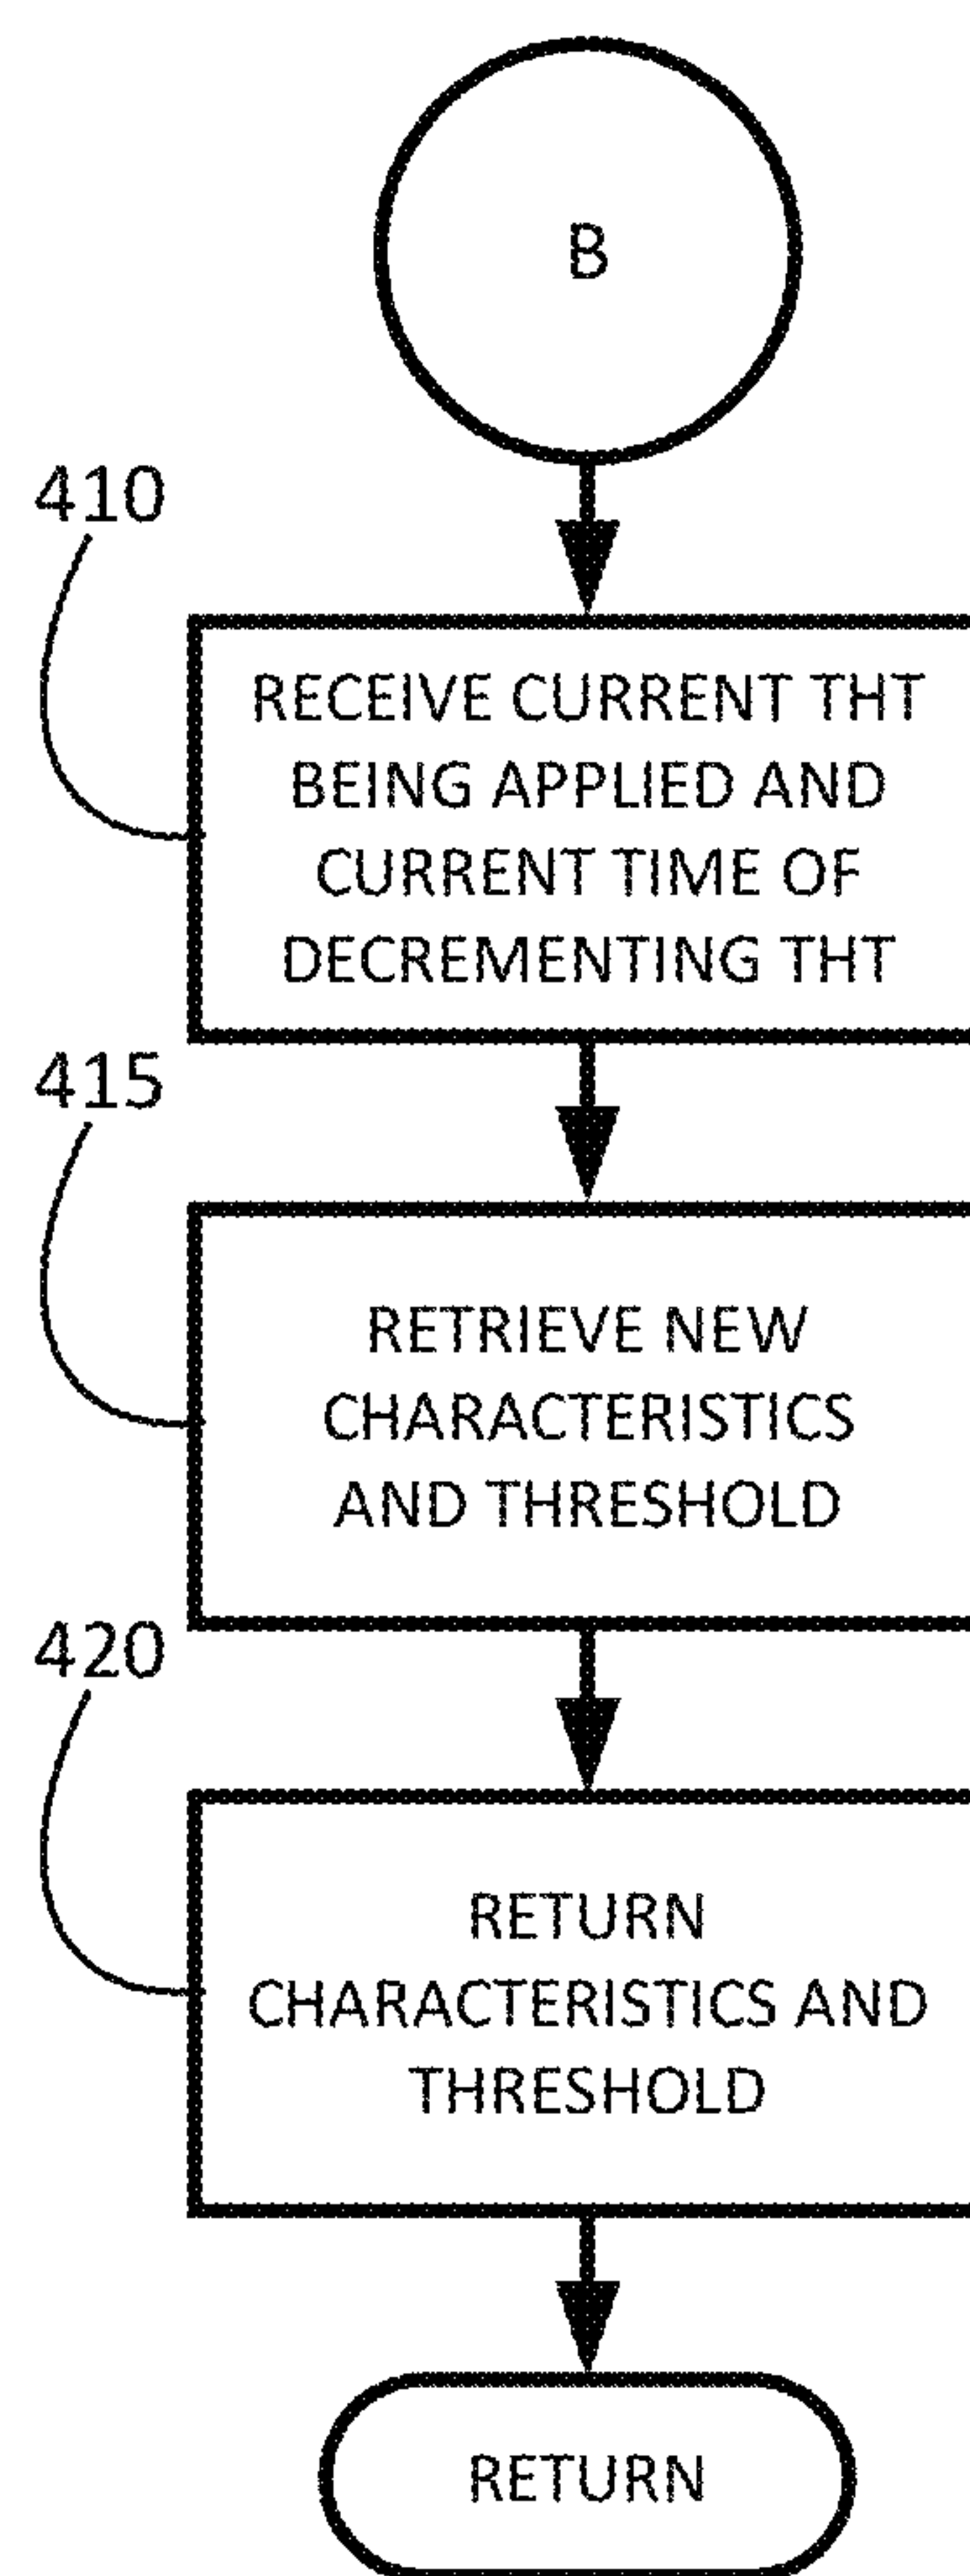 B
410
RECEIVE CURRENT THT
BEING APPLIED AND
CURRENT TIME OF
DECREMENTING THT
415
RETRIEVE NEW
CHARACTERISTICS
AND THRESHOLD
420
RETURN
CHARACTERISTICS AND
THRESHOLD
RETURN